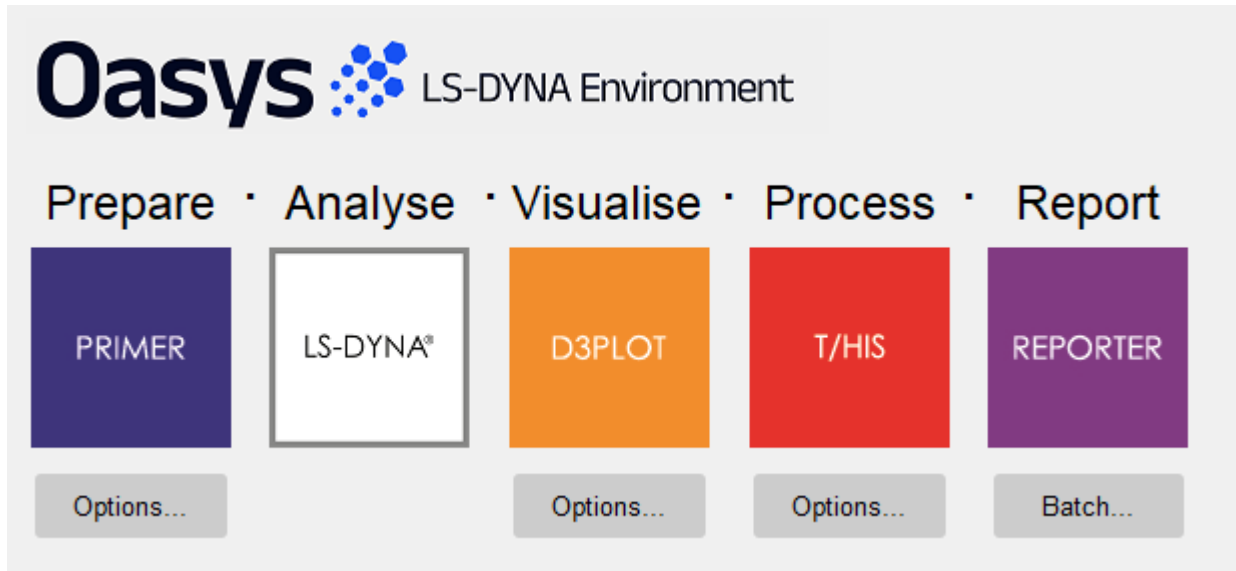 Oasys LS-DYNA Environment
Prepare · Analyse · Visualise · Process · Report
PRIMER LS-DYNA® D3PLOT T/HIS REPORTER
Options... Options... Options... Batch...